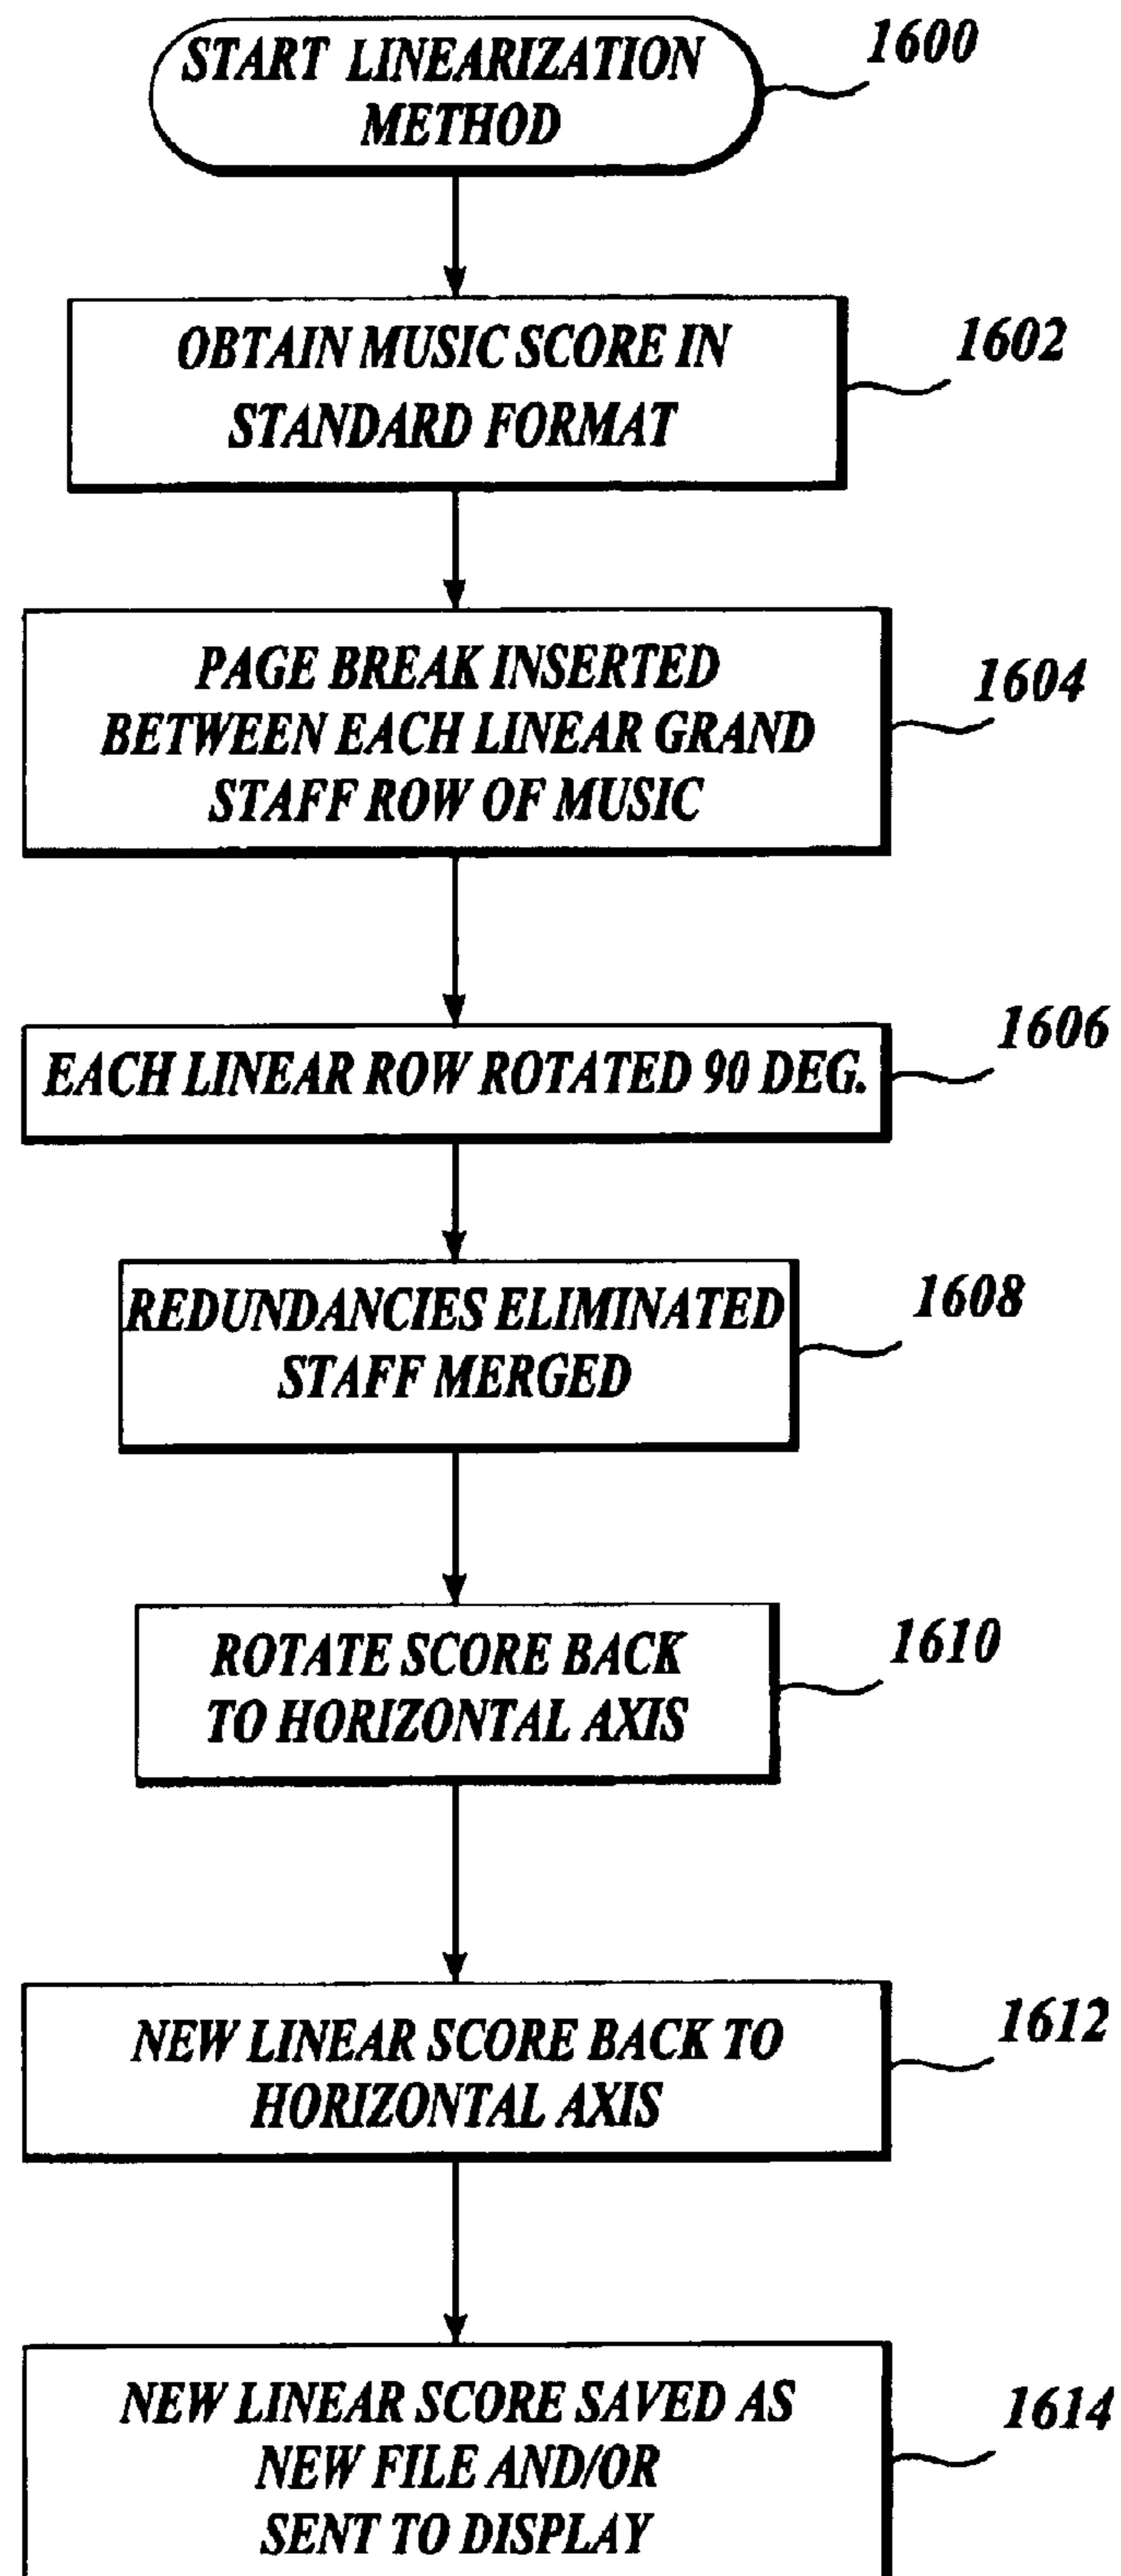 START LINEARIZATION
METHOD
1600
OBTAIN MUSIC SCORE IN
STANDARD FORMAT
1602
PAGE BREAK INSERTED
BETWEEN EACH LINEAR GRAND
STAFF ROW OF MUSIC
1604
EACH LINEAR ROW ROTATED 90 DEG.
1606
REDUNDANCIES ELIMINATED
STAFF MERGED
1608
ROTATE SCORE BACK
TO HORIZONTAL AXIS
1610
NEW LINEAR SCORE BACK TO
HORIZONTAL AXIS
1612
NEW LINEAR SCORE SAVED AS
NEW FILE AND/OR
SENT TO DISPLAY
1614